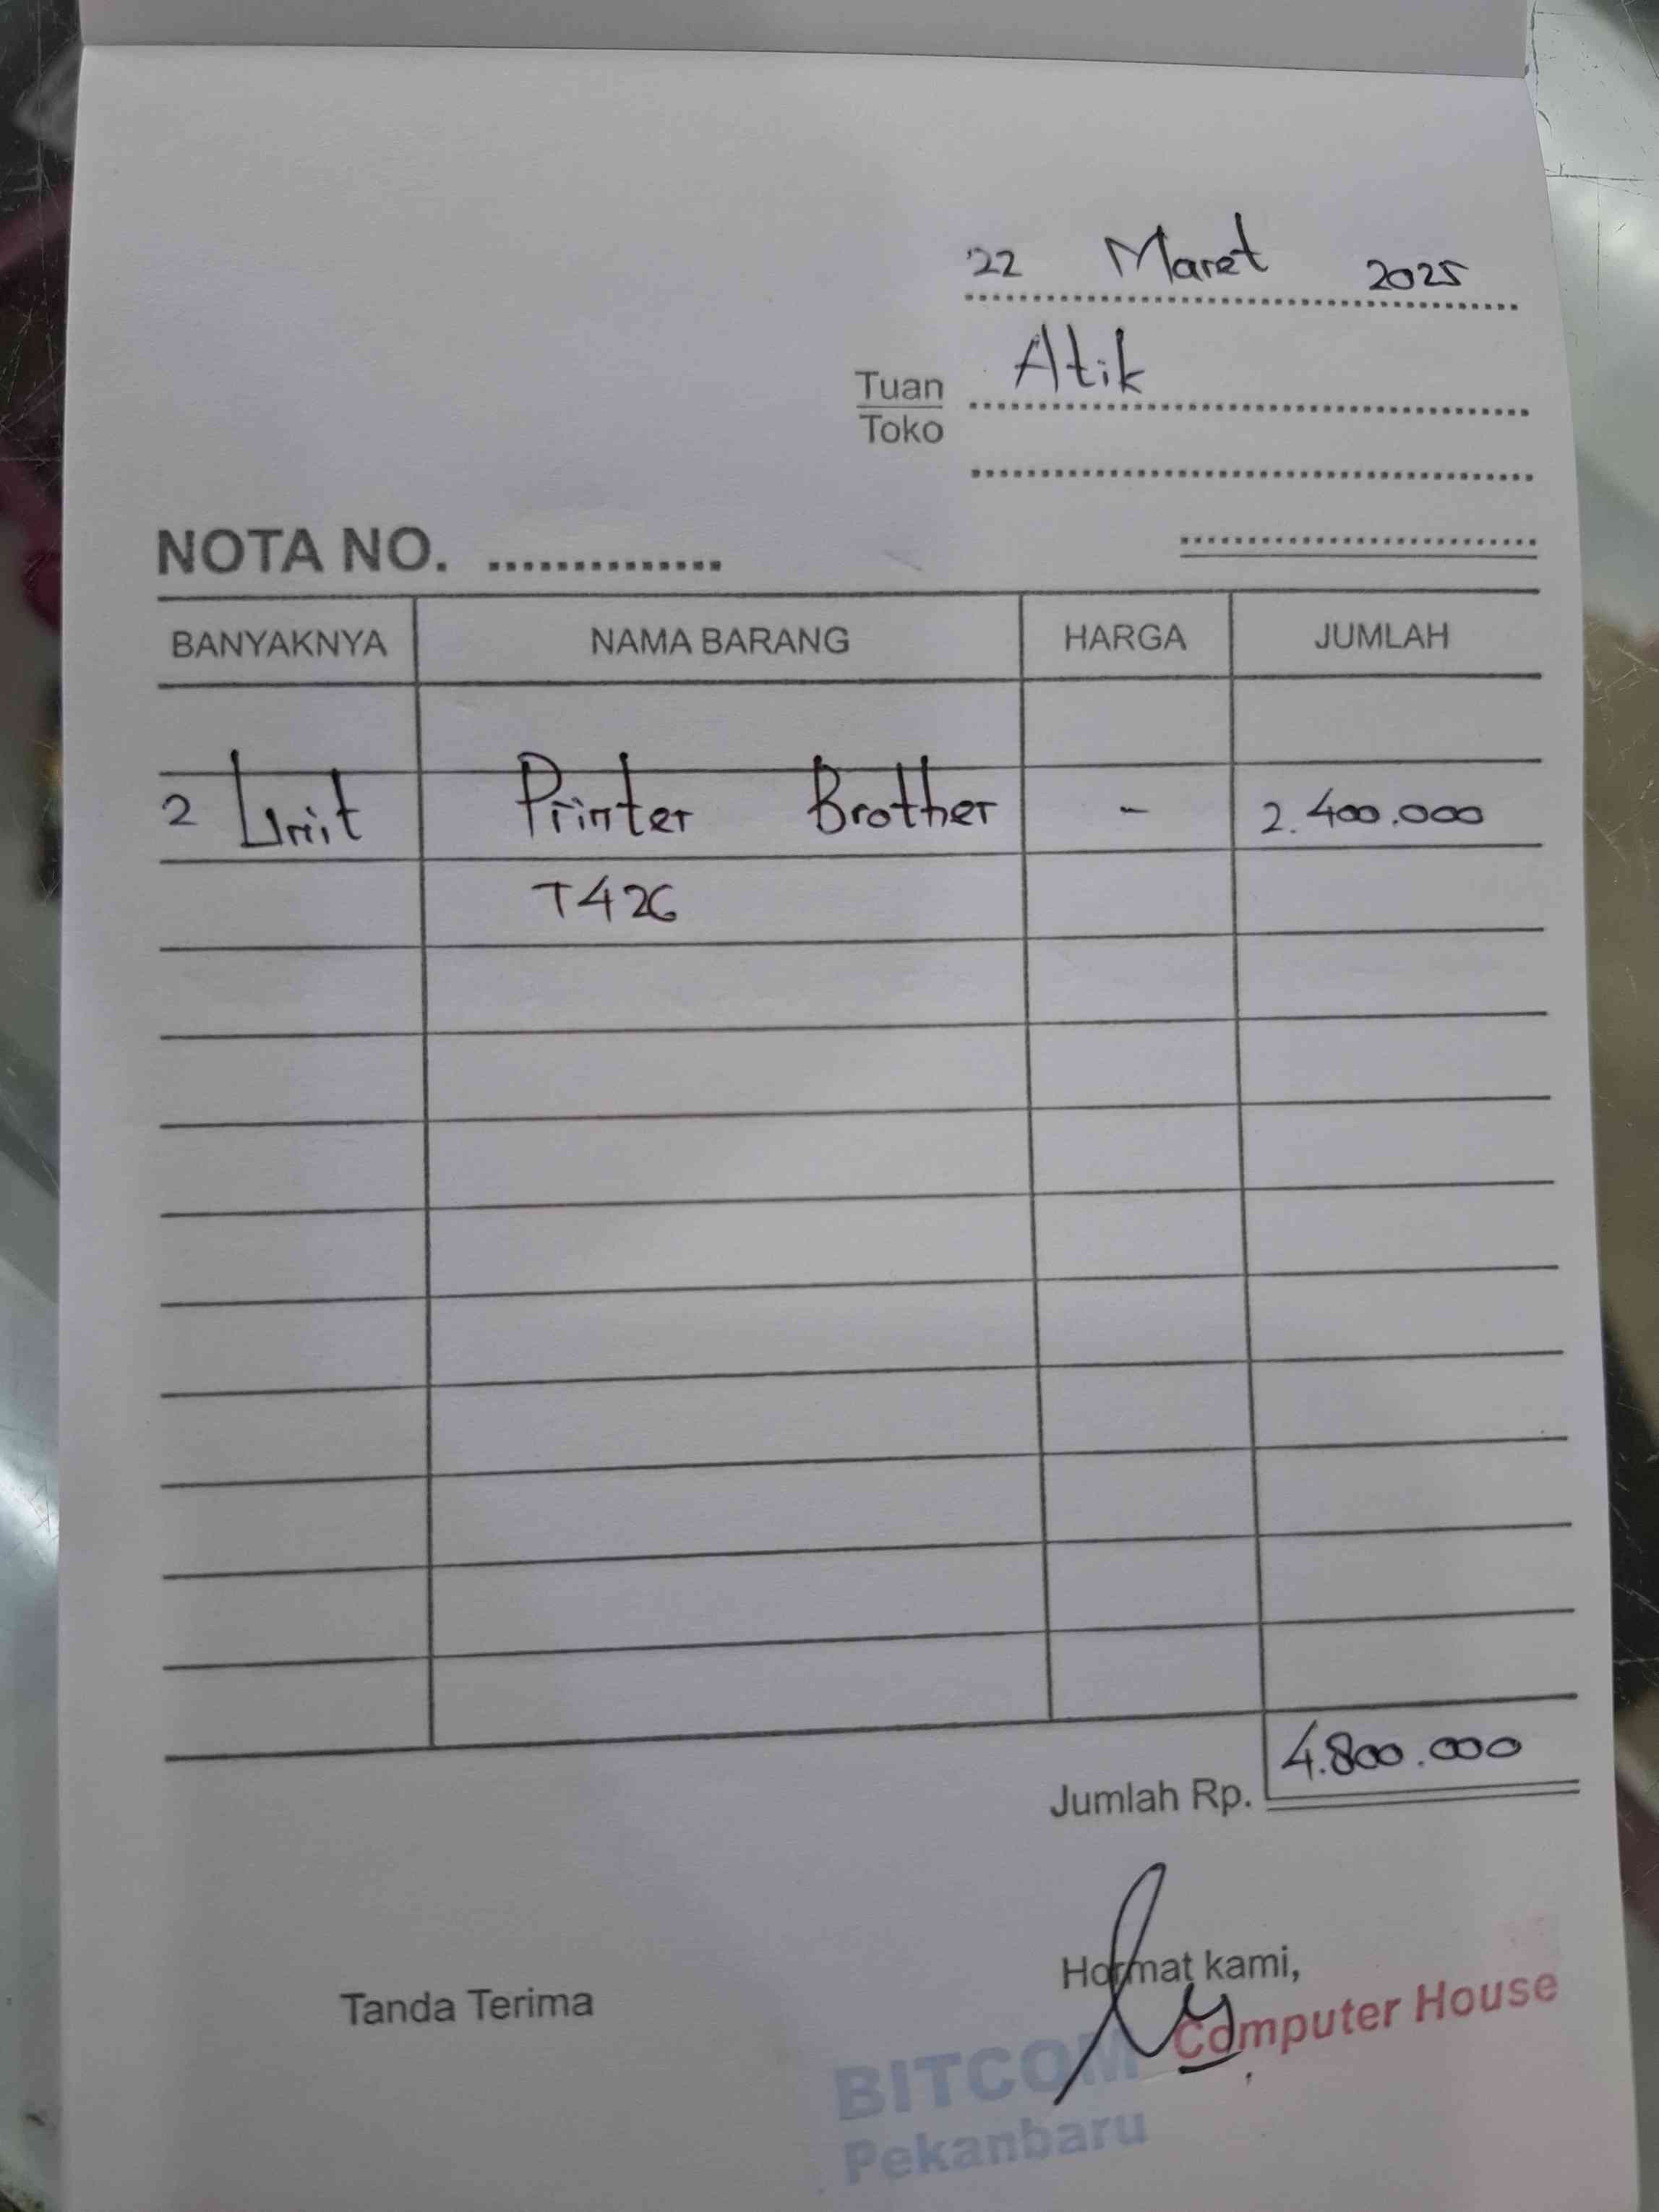 22 Maret 2025
Tuan Atik
Toko
NOTA NO. ..............
BANYAKNYA NAMA BARANG HARGA JUMLAH
2 Unit Printer Brother - 2.400.000
T426
Jumlah Rp. 4.800.000
Tanda Terima Hormat kami,
BITCOM Computer House
Pekanbaru